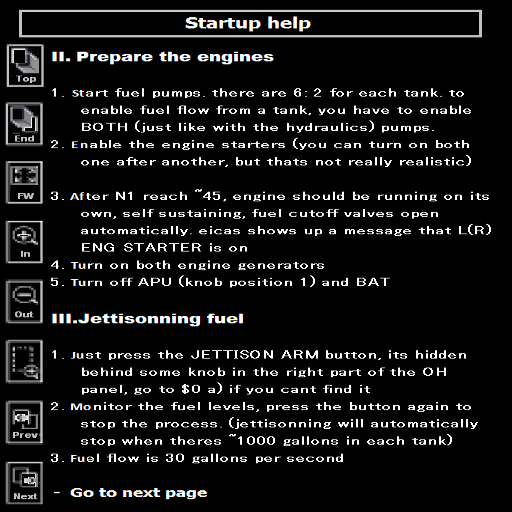 Startup help
II. Prepare the engines
1. Start fuel pumps. there are 6: 2 for each tank. to
enable fuel flow from a tank, you have to enable
BOTH (just like with the hydraulics) pumps.
2. Enable the engine starters (you can turn on both
one after another, but thats not really realistic)
3. After N1 reach ~45, engine should be running on its
own, self sustaining, fuel cutoff valves open
automatically. eicas shows up a message that L(R)
ENG STARTER is on
4. Turn on both engine generators
5. Turn off APU (knob position 1) and BAT
III.Jettisonning fuel
1. Just press the JETTISON ARM button, its hidden
behind some knob in the right part of the OH
panel, go to $0 a) if you cant find it
2. Monitor the fuel levels, press the button again to
stop the process. (jettisonning will automatically
stop when theres ~1000 gallons in each tank)
3. Fuel flow is 30 gallons per second
- Go to next page
Top
End
FW
In
Out
Prev
Next